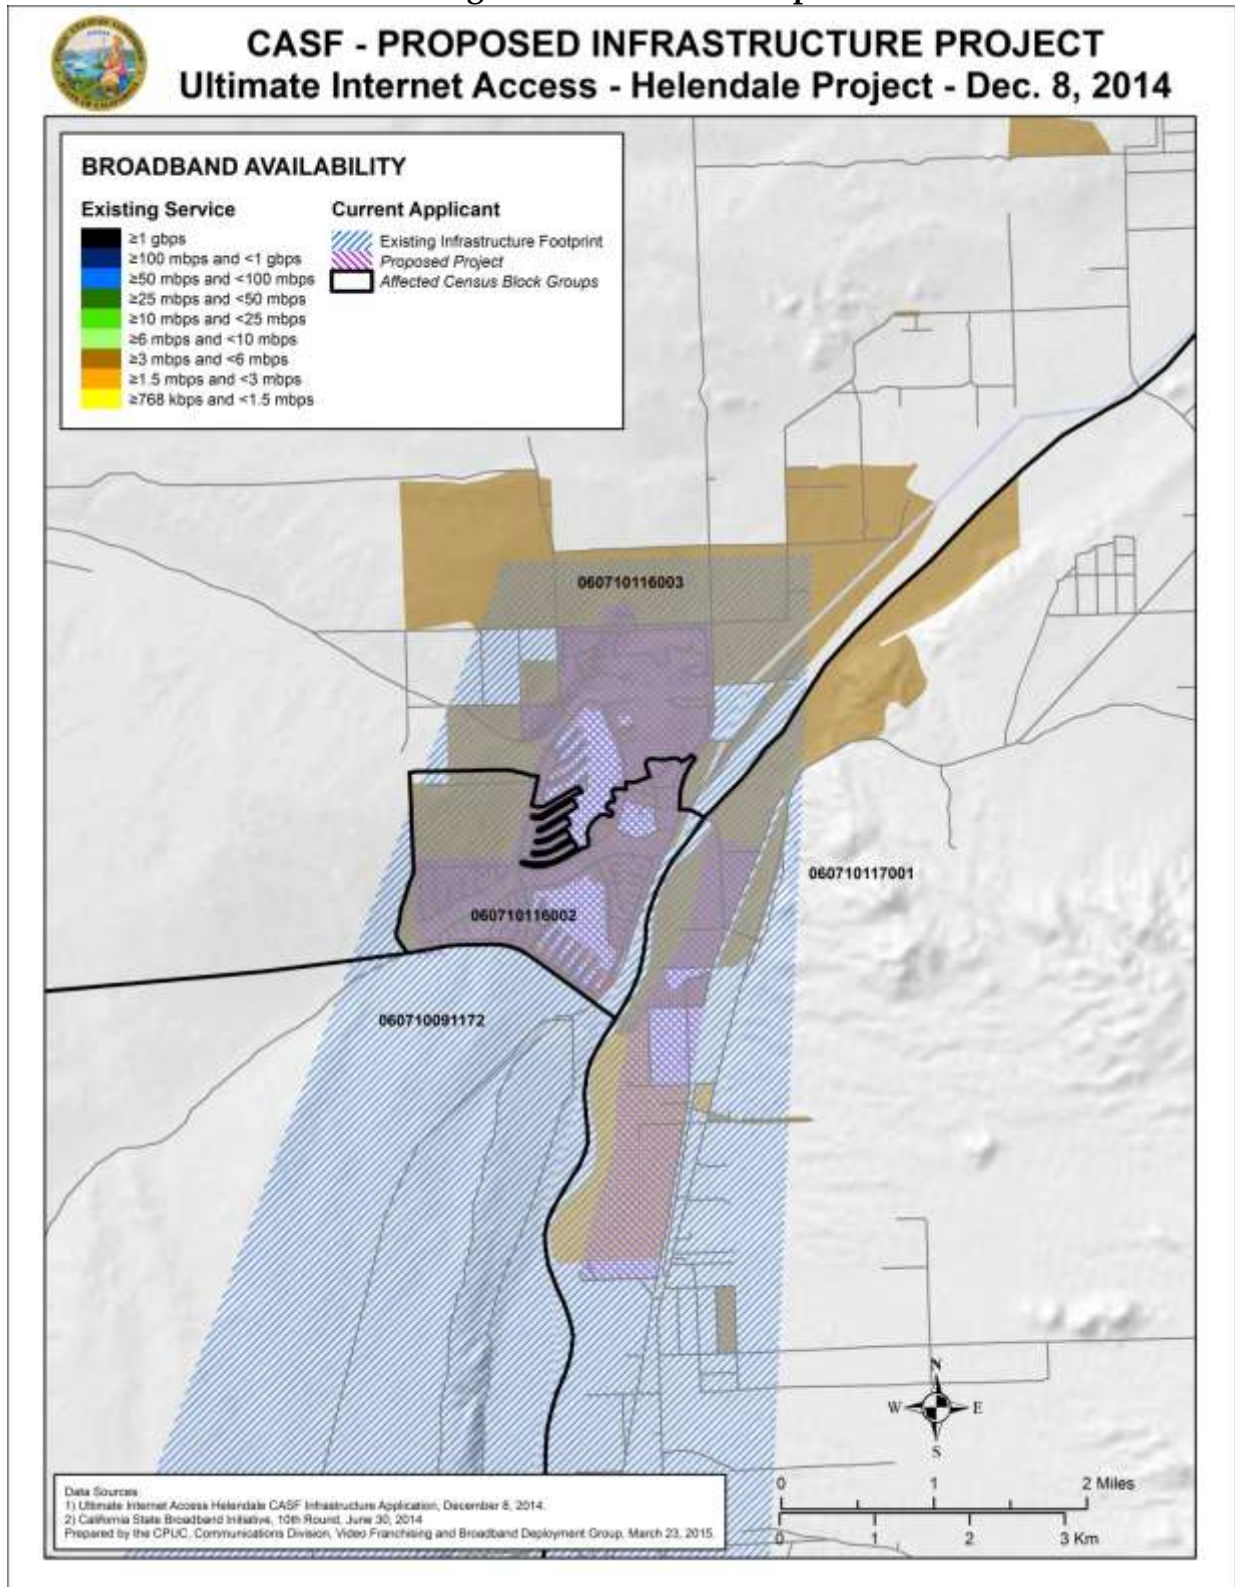 CASF - PROPOSED INFRASTRUCTURE PROJECT
Ultimate Internet Access - Helendale Project - Dec. 8, 2014
BROADBAND AVAILABILITY
Existing Service
≥1 gbps
≥100 mbps and <1 gbps
≥50 mbps and <100 mbps
≥25 mbps and <50 mbps
≥10 mbps and <25 mbps
≥6 mbps and <10 mbps
≥3 mbps and <6 mbps
≥1.5 mbps and <3 mbps
≥768 kbps and <1.5 mbps
Current Applicant
Existing Infrastructure Footprint
Proposed Project
Affected Census Block Groups
060710116003
060710117001
060710116002
060710091172
N
W E
S
0 1 2 Miles
0 1 2 3 Km
Data Sources
1) Ultimate Internet Access Helendale CASF Infrastructure Application, December 8, 2014.
2) California State Broadband Initiative, 10th Round, June 30, 2014
Prepared by the CPUC, Communications Division, Video Franchising and Broadband Deployment Group, March 23, 2015.